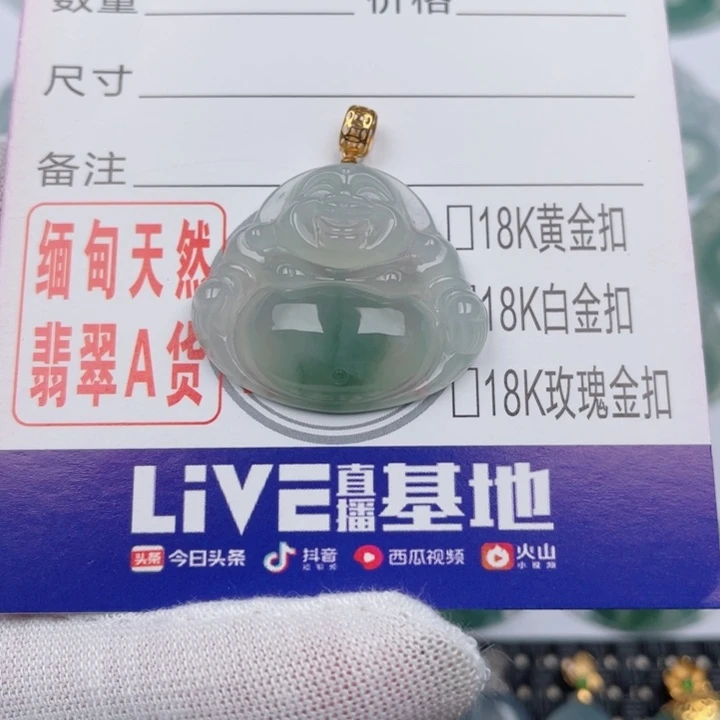 数量 价格
尺寸
备注
缅甸天然
翡翠A货
□18K黄金扣
18K白金扣
□18K玫瑰金扣
LiVE直播基地
头条 今日头条 抖音 西瓜视频 火山